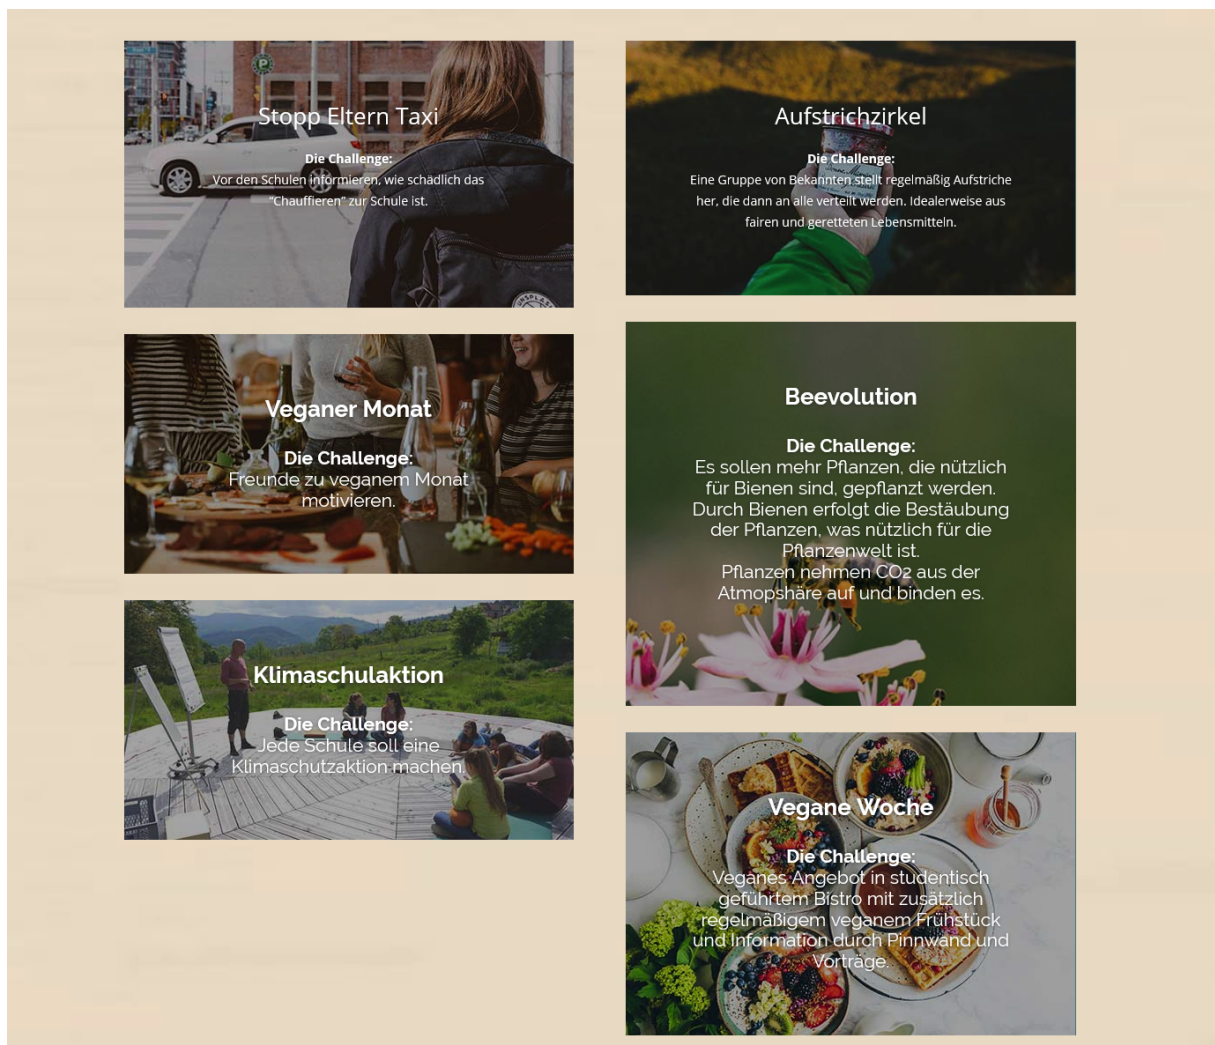 Stopp Eltern Taxi
Die Challenge:
Vor den Schulen informieren, wie schädlich das
"Chauffieren" zur Schule ist.
Veganer Monat
Die Challenge:
Freunde zu veganem Monat
motivieren.
Klimaschulaktion
Die Challenge:
Jede Schule soll eine
Klimaschutzaktion machen.
Aufstrichzirkel
Die Challenge:
Eine Gruppe von Bekannten stellt regelmäßig Aufstriche
her, die dann an alle verteilt werden. Idealerweise aus
fairen und geretteten Lebensmitteln.
Beevolution
Die Challenge:
Es sollen mehr Pflanzen, die nützlich
für Bienen sind, gepflanzt werden.
Durch Bienen erfolgt die Bestäubung
der Pflanzen, was nützlich für die
Pflanzenwelt ist.
Pflanzen nehmen CO2 aus der
Atmopshäre auf und binden es.
Vegane Woche
Die Challenge:
Veganes Angebot in studentisch
geführtem Bistro mit zusätzlich
regelmäßigem veganem Frühstück
und Information durch Pinnwand und
Vorträge.